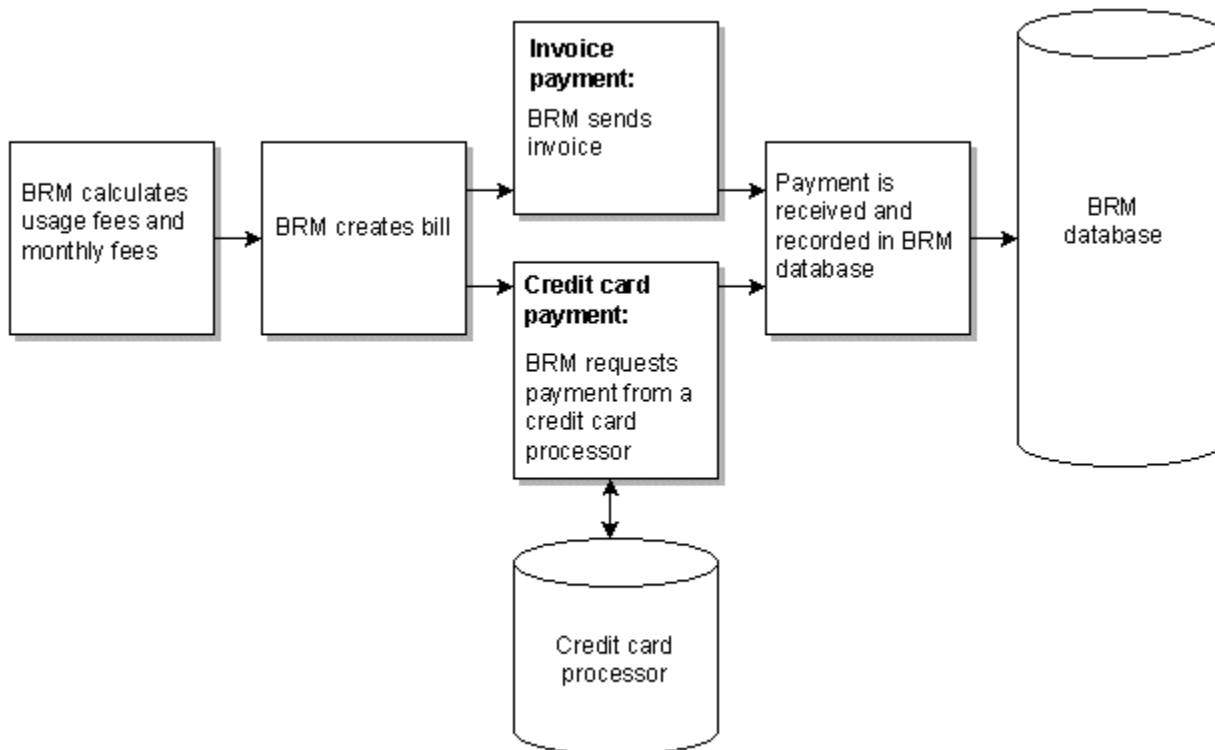 BRM calculates
usage fees and
monthly fees
BRM creates bill
Invoice
payment:
BRM sends
invoice
Credit card
payment:
BRM requests
payment from a
credit card
processor
Credit card
processor
Payment is
received and
recorded in BRM
database
BRM
database